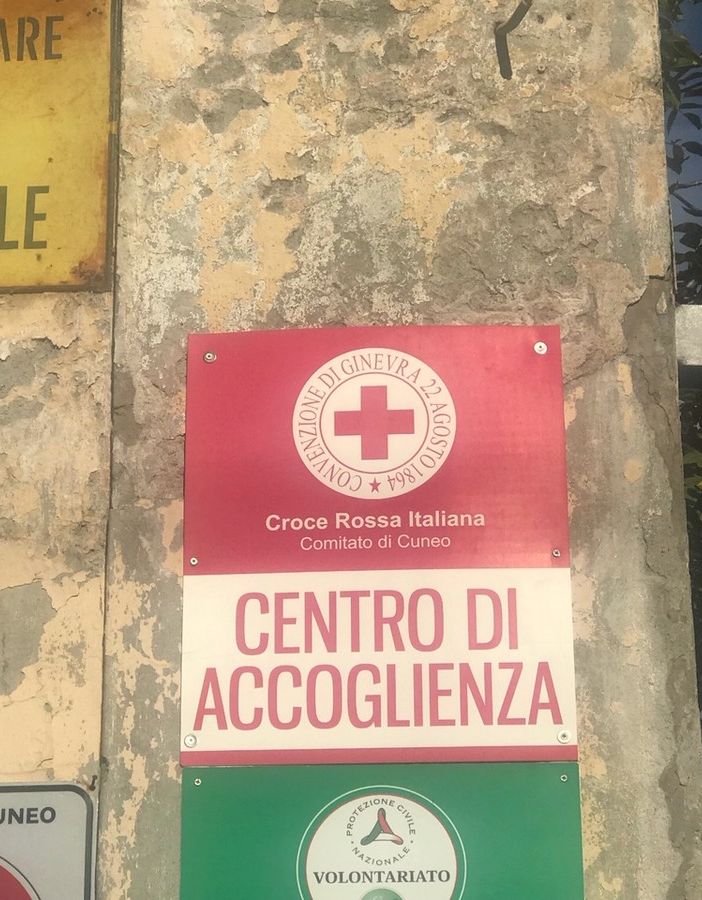 ARE
LE
CONVENZIONE DI GINEVRA 22 AGOSTO 1864
Croce Rossa Italiana
Comitato di Cuneo
CENTRO DI
ACCOGLIENZA
UNEO
PROTEZIONE CIVILE
NAZIONALE
VOLONTARIATO